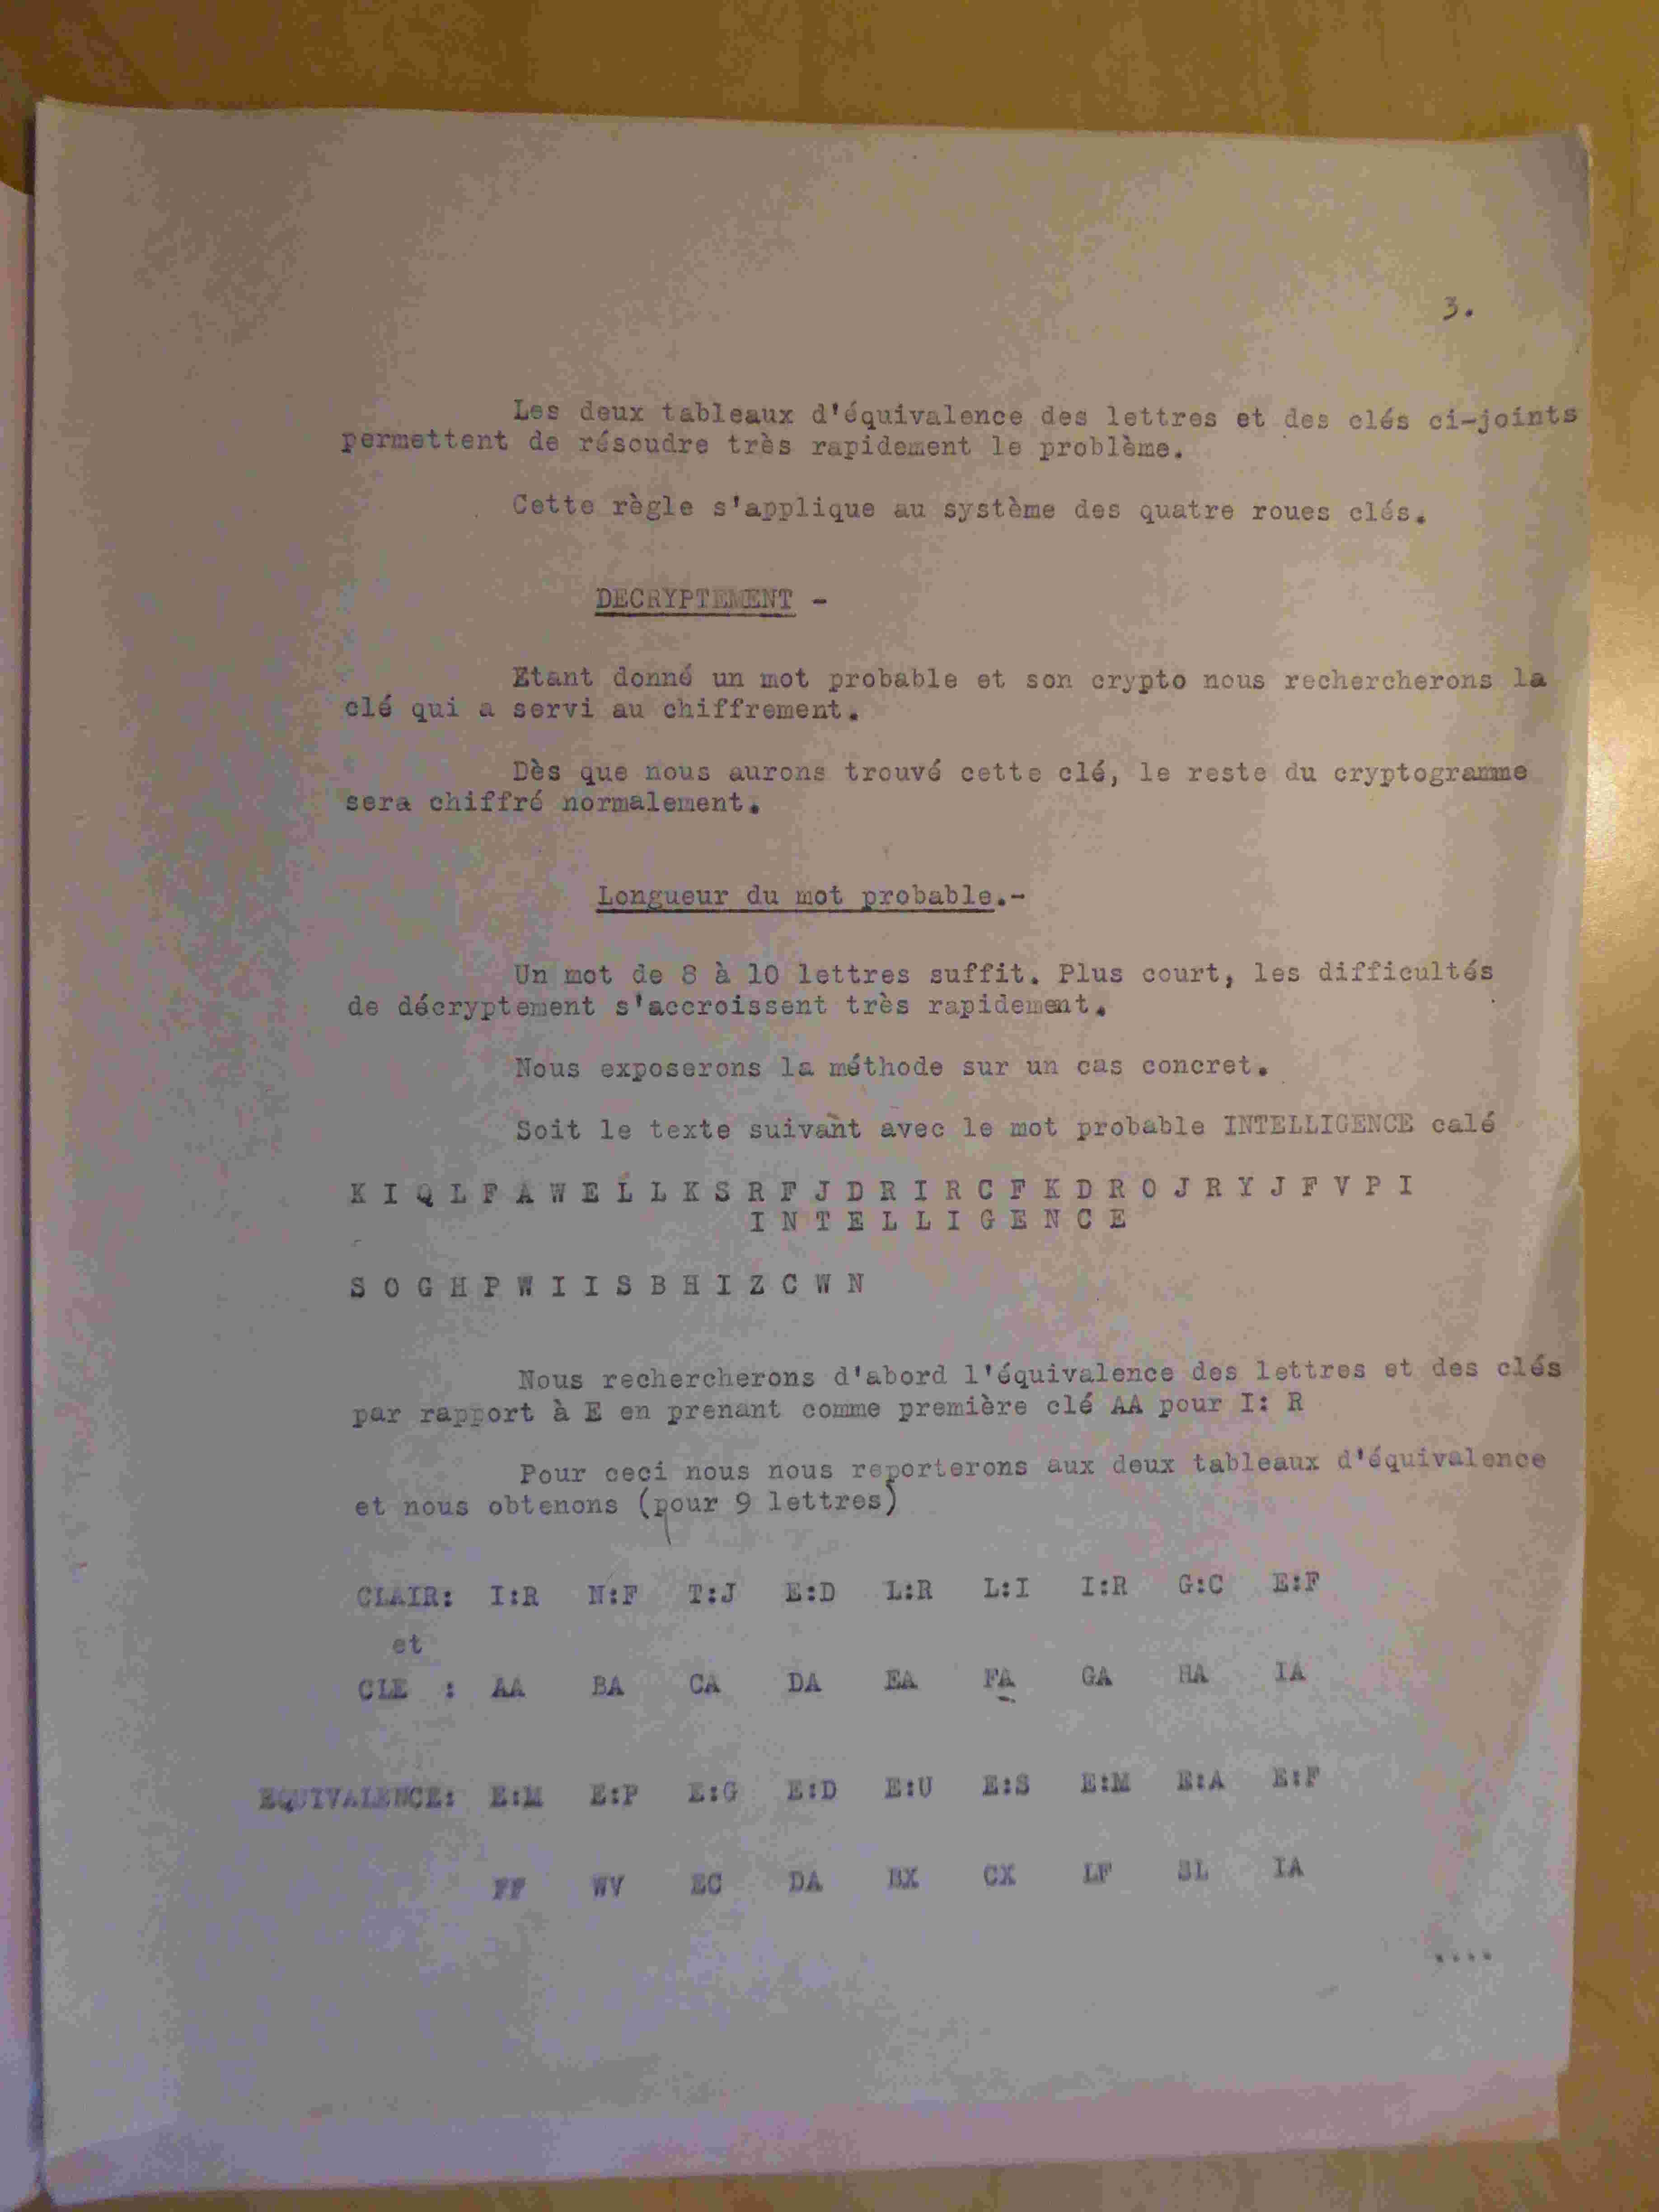 3.
Les deux tableaux d'équivalence des lettres et des clés ci-joints
permettent de résoudre très rapidement le problème.
Cette règle s'applique au système des quatre roues clés.
DECRYPTEMENT -
Etant donné un mot probable et son crypto nous rechercherons la
clé qui a servi au chiffrement.
Dès que nous aurons trouvé cette clé, le reste du cryptogramme
sera chiffré normalement.
Longueur du mot probable.-
Un mot de 8 à 10 lettres suffit. Plus court, les difficultés
de décryptement s'accroissent très rapidement.
Nous exposerons la méthode sur un cas concret.
Soit le texte suivant avec le mot probable INTELLIGENCE calé
K I Q L F A W E L L K S R F J D R I R C F K D R O J R Y J F V P I
I N T E L L I G E N C E
S O G H P W I I S B H I Z C W N
Nous rechercherons d'abord l'équivalence des lettres et des clés
par rapport à E en prenant comme première clé AA pour I: R
Pour ceci nous nous reporterons aux deux tableaux d'équivalence
et nous obtenons (pour 9 lettres)
CLAIR: I:R N:F T:J E:D L:R L:I I:R G:C E:F
et
CLE : AA BA CA DA EA FA GA HA IA
EQUIVALENCE: E:M E:P E:G E:D E:U E:S E:M E:A E:F
FF WV EC DA BX CX LF SL IA
....